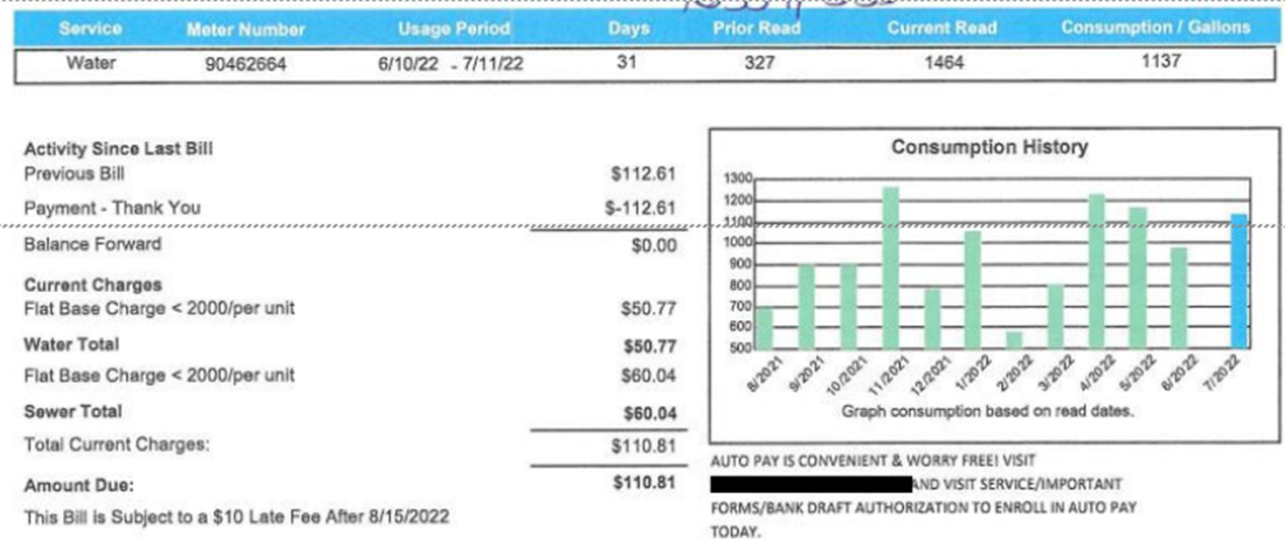 Service Meter Number Usage Period Days Prior Read Current Read Consumption / Gallons
Water 90462664 6/10/22 - 7/11/22 31 327 1464 1137
Activity Since Last Bill
Previous Bill $112.61
Payment - Thank You $-112.61
Balance Forward $0.00
Current Charges
Flat Base Charge < 2000/per unit $50.77
Water Total $50.77
Flat Base Charge < 2000/per unit $60.04
Sewer Total $60.04
Total Current Charges: $110.81
Amount Due: $110.81
This Bill is Subject to a $10 Late Fee After 8/15/2022
Consumption History
1300
1200
1100
1000
900
800
700
600
500
8/2021 9/2021 10/2021 11/2021 12/2021 1/2022 2/2022 3/2022 4/2022 5/2022 6/2022 7/2022
Graph consumption based on read dates.
AUTO PAY IS CONVENIENT & WORRY FREE! VISIT
AND VISIT SERVICE/IMPORTANT
FORMS/BANK DRAFT AUTHORIZATION TO ENROLL IN AUTO PAY
TODAY.